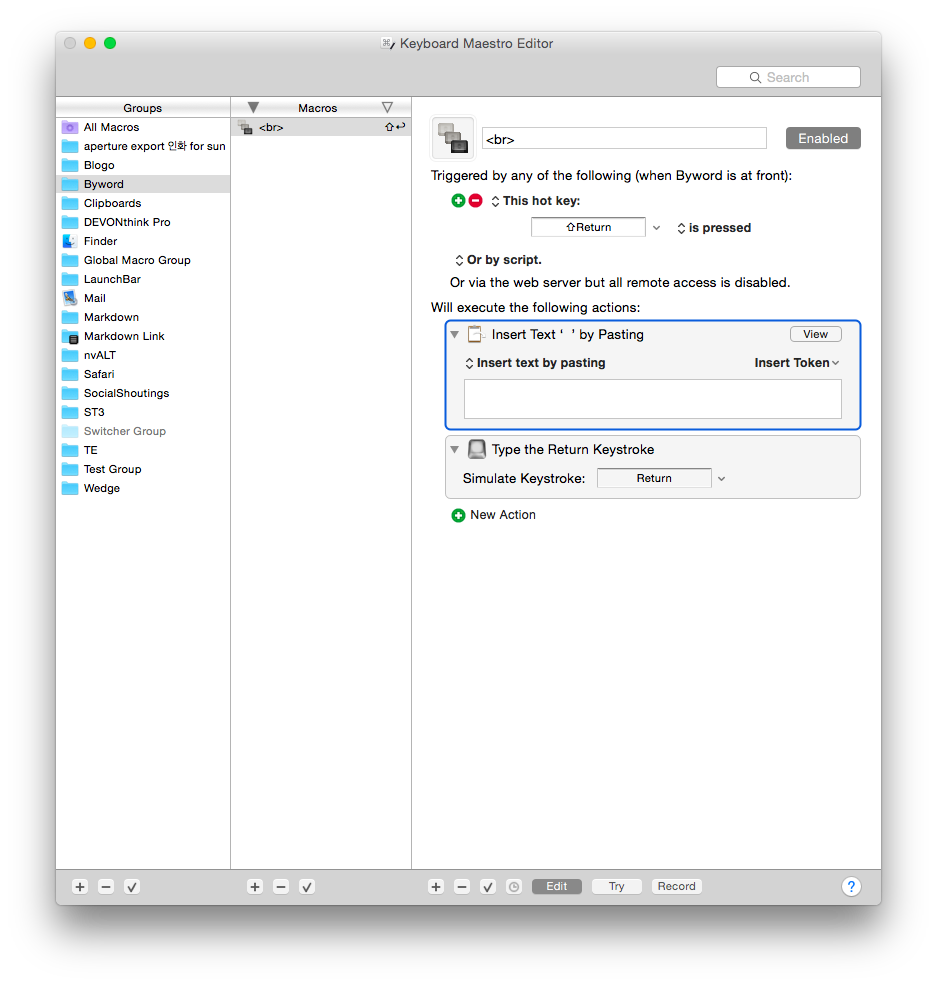 Keyboard Maestro Editor
Search
Groups
All Macros
aperture export 인화 for sun
Blogo
Byword
Clipboards
DEVONthink Pro
Finder
Global Macro Group
LaunchBar
Mail
Markdown
Markdown Link
nvALT
Safari
SocialShoutings
ST3
Switcher Group
TE
Test Group
Wedge
Macros
<br> ⇧↩
<br>
Enabled
Triggered by any of the following (when Byword is at front):
This hot key:
⇧Return is pressed
Or by script.
Or via the web server but all remote access is disabled.
Will execute the following actions:
Insert Text ‘  ’ by Pasting View
Insert text by pasting Insert Token
Type the Return Keystroke
Simulate Keystroke: Return
New Action
Edit Try Record ?